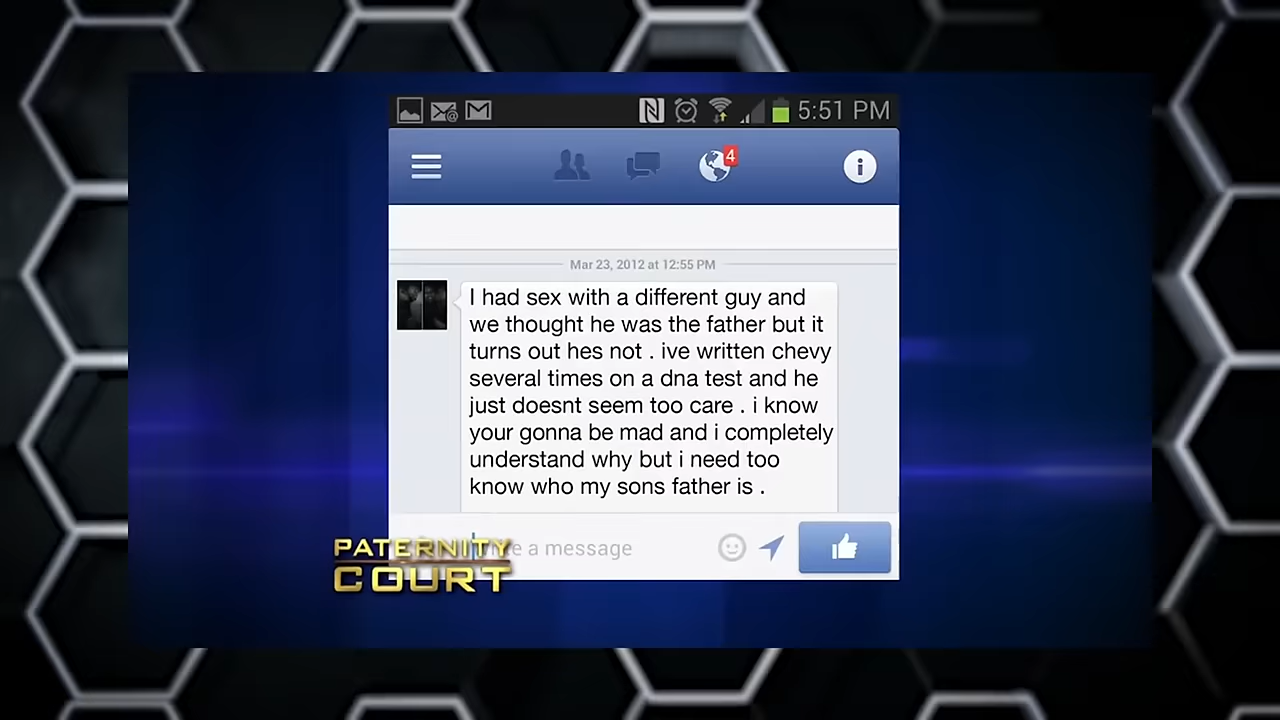 5:51 PM
4
Mar 23, 2012 at 12:55 PM
I had sex with a different guy and
we thought he was the father but it
turns out hes not . ive written chevy
several times on a dna test and he
just doesnt seem too care . i know
your gonna be mad and i completely
understand why but i need too
know who my sons father is .
a message
PATERNITY
COURT